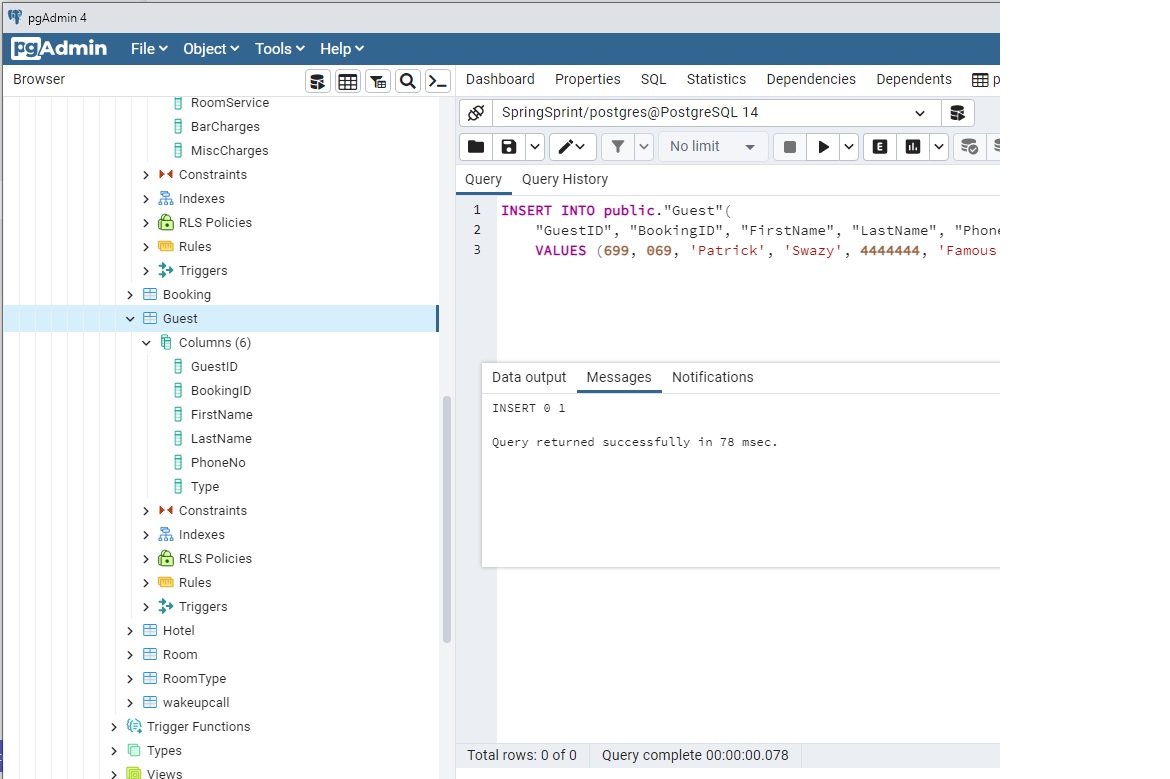 pgAdmin 4
pgAdmin File Object Tools Help
Browser
RoomService
BarCharges
MiscCharges
Constraints
Indexes
RLS Policies
Rules
Triggers
Booking
Guest
Columns (6)
GuestID
BookingID
FirstName
LastName
PhoneNo
Type
Constraints
Indexes
RLS Policies
Rules
Triggers
Hotel
Room
RoomType
wakeupcall
Trigger Functions
Types
Views
Dashboard Properties SQL Statistics Dependencies Dependents p
SpringSprint/postgres@PostgreSQL 14
No limit E
Query Query History
1 INSERT INTO public."Guest"(
2 "GuestID", "BookingID", "FirstName", "LastName", "Phone
3 VALUES (699, 069, 'Patrick', 'Swazy', 4444444, 'Famous
Data output Messages Notifications
INSERT 0 1
Query returned successfully in 78 msec.
Total rows: 0 of 0 Query complete 00:00:00.078